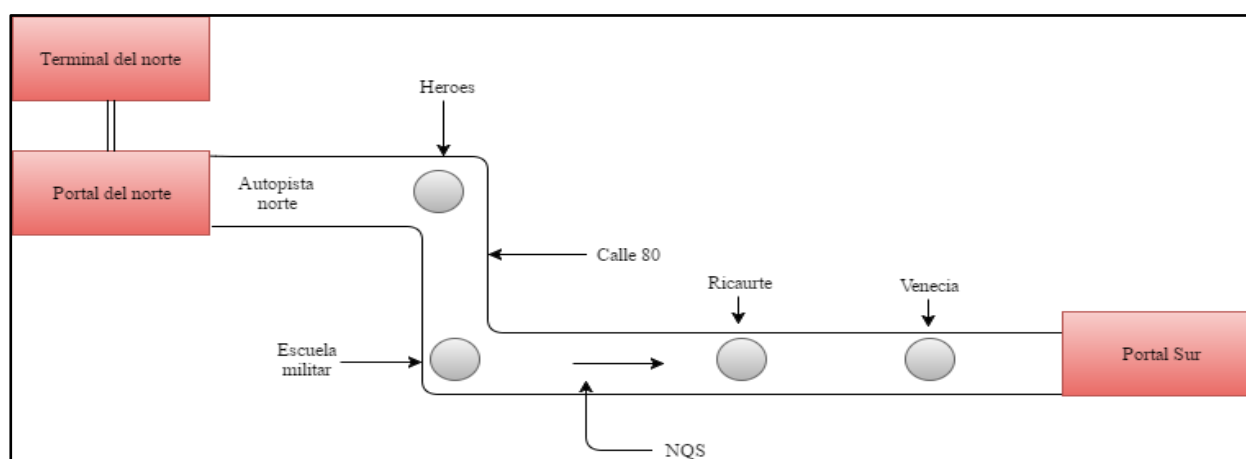 Terminal del norte
Heroes
Portal del norte
Autopista
norte
Calle 80
Ricaurte
Venecia
Escuela
militar
Portal Sur
NQS